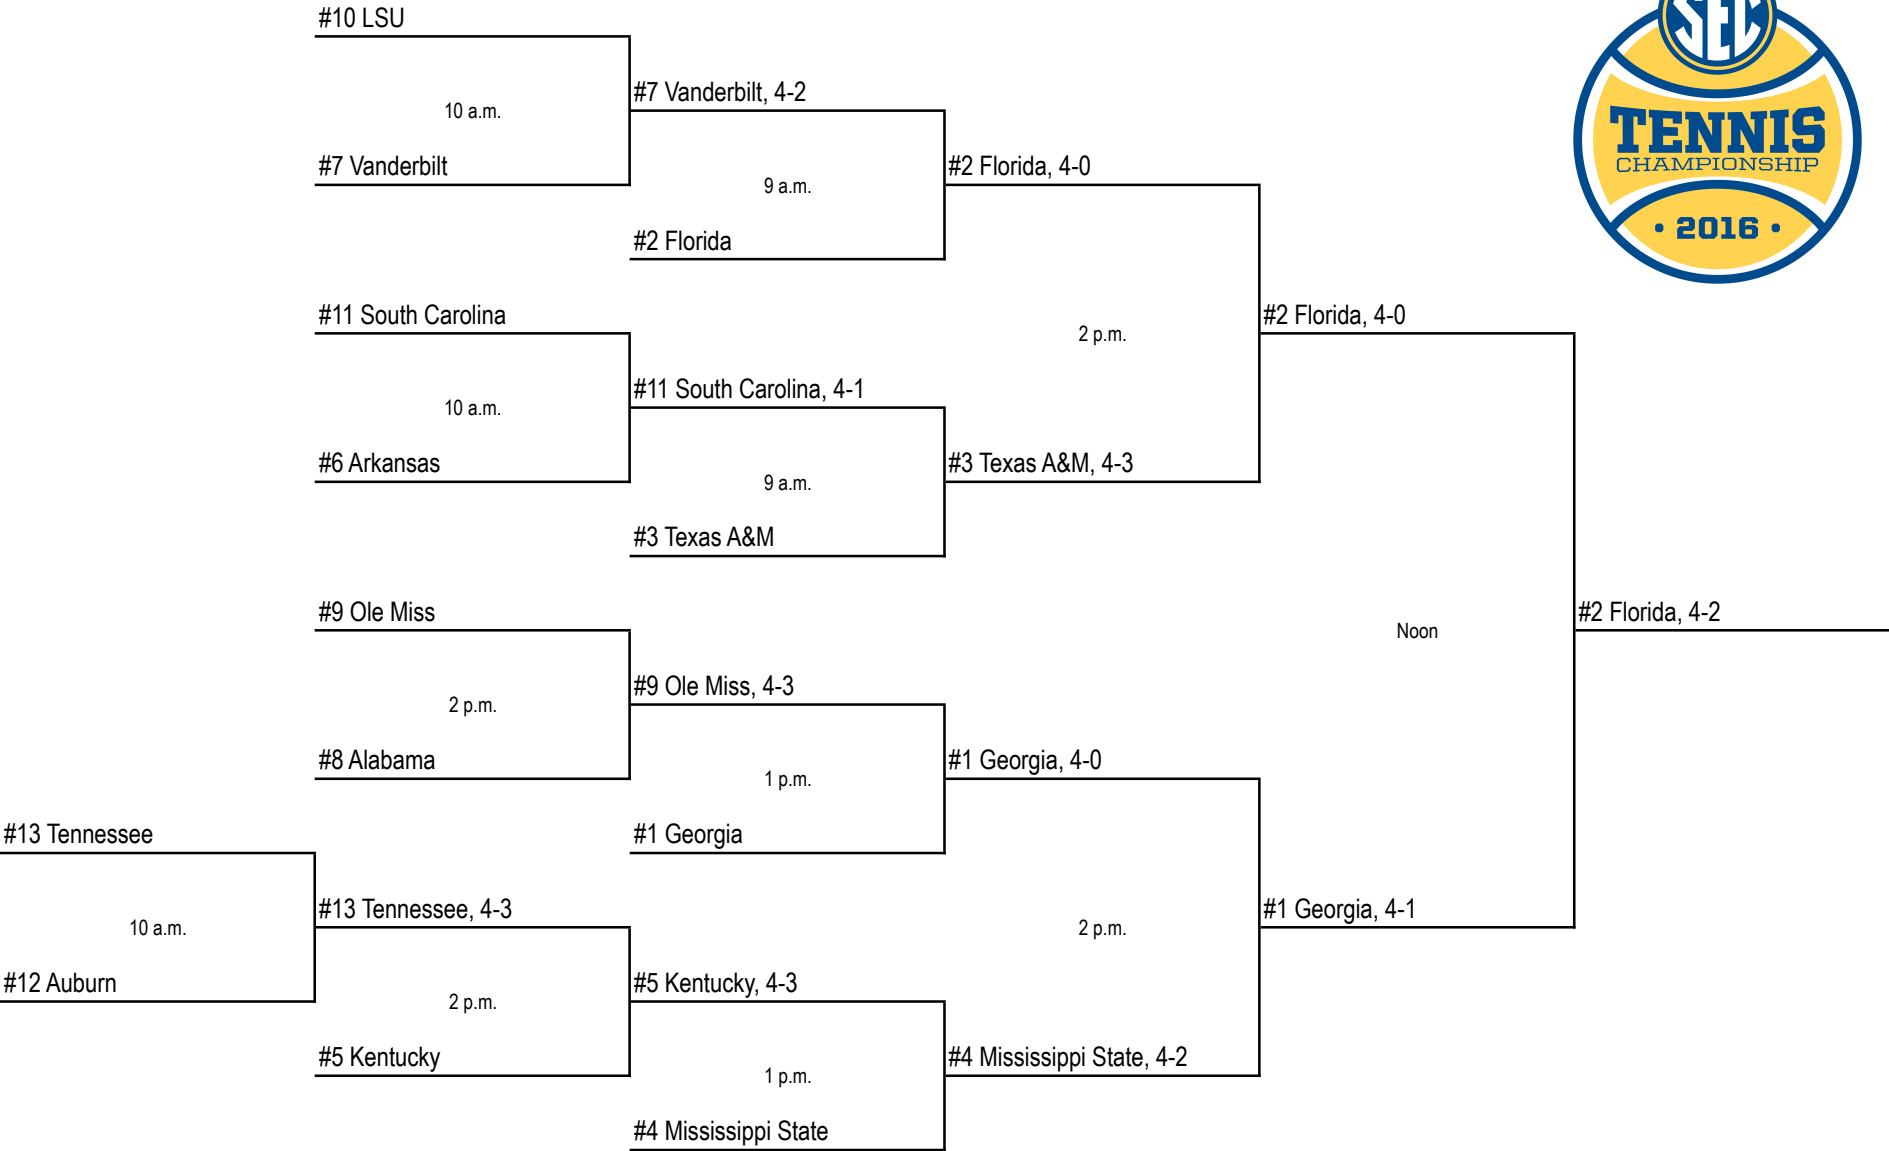 #10 LSU
SEC
#7 Vanderbilt, 4-2
10 a.m.
TENNIS
CHAMPIONSHIP
#7 Vanderbilt
#2 Florida, 4-0
9 a.m.
• 2016 •
#2 Florida
#11 South Carolina
#2 Florida, 4-0
2 p.m.
#11 South Carolina, 4-1
10 a.m.
#6 Arkansas
#3 Texas A&M, 4-3
9 a.m.
#3 Texas A&M
#9 Ole Miss
#2 Florida, 4-2
Noon
#9 Ole Miss, 4-3
2 p.m.
#8 Alabama
#1 Georgia, 4-0
1 p.m.
#13 Tennessee
#1 Georgia
#13 Tennessee, 4-3
#1 Georgia, 4-1
10 a.m.
2 p.m.
#12 Auburn
#5 Kentucky, 4-3
2 p.m.
#5 Kentucky
#4 Mississippi State, 4-2
1 p.m.
#4 Mississippi State